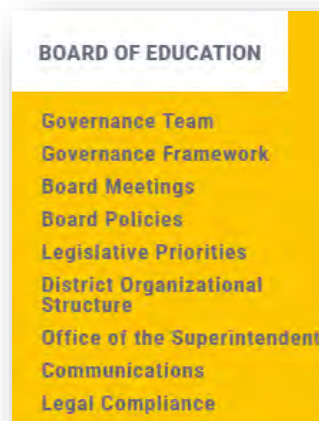 BOARD OF EDUCATION
Governance Team
Governance Framework
Board Meetings
Board Policies
Legislative Priorities
District Organizational
Structure
Office of the Superintendent
Communications
Legal Compliance